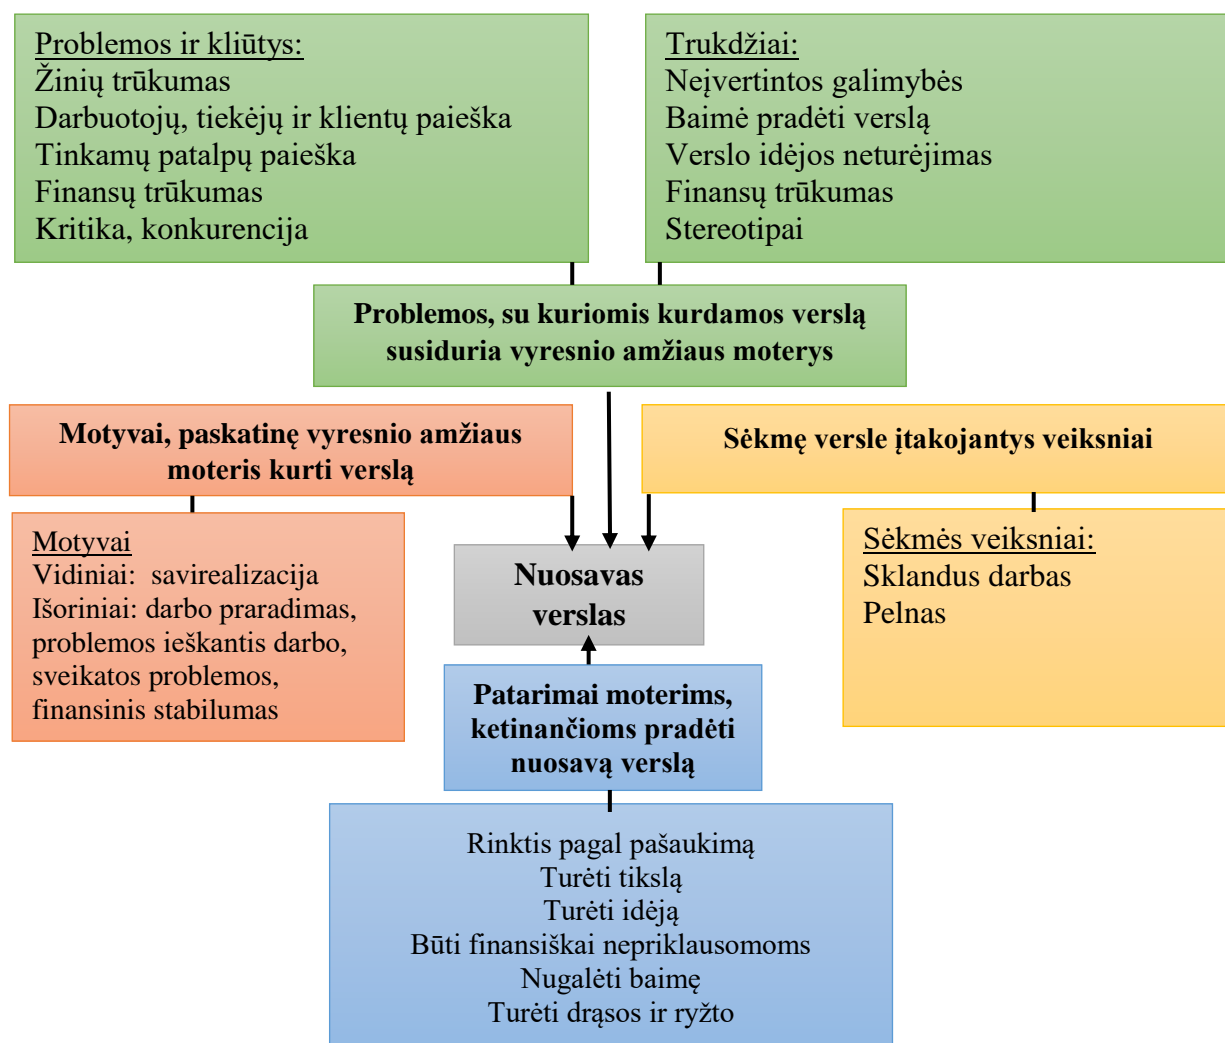 Problemos ir kliūtys:
Žinių trūkumas
Darbuotojų, tiekėjų ir klientų paieška
Tinkamų patalpų paieška
Finansų trūkumas
Kritika, konkurencija
Trukdžiai:
Neįvertintos galimybės
Baimė pradėti verslą
Verslo idėjos neturėjimas
Finansų trūkumas
Stereotipai
Problemos, su kuriomis kurdamos verslą
susiduria vyresnio amžiaus moterys
Motyvai, paskatinę vyresnio amžiaus
moteris kurti verslą
Sėkmę versle įtakojantys veiksniai
Motyvai
Vidiniai: savirealizacija
Išoriniai: darbo praradimas,
problemos ieškantis darbo,
sveikatos problemos,
finansinis stabilumas
Nuosavas
verslas
Sėkmės veiksniai:
Sklandus darbas
Pelnas
Patarimai moterims,
ketinančioms pradėti
nuosavą verslą
Rinktis pagal pašaukimą
Turėti tikslą
Turėti idėją
Būti finansiškai nepriklausomoms
Nugalėti baimę
Turėti drąsos ir ryžto